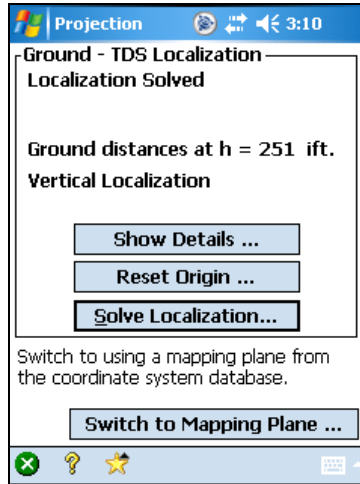 Projection 3:10
Ground - TDS Localization
Localization Solved
Ground distances at h = 251 ift.
Vertical Localization
Show Details ...
Reset Origin ...
Solve Localization...
Switch to using a mapping plane from
the coordinate system database.
Switch to Mapping Plane ...